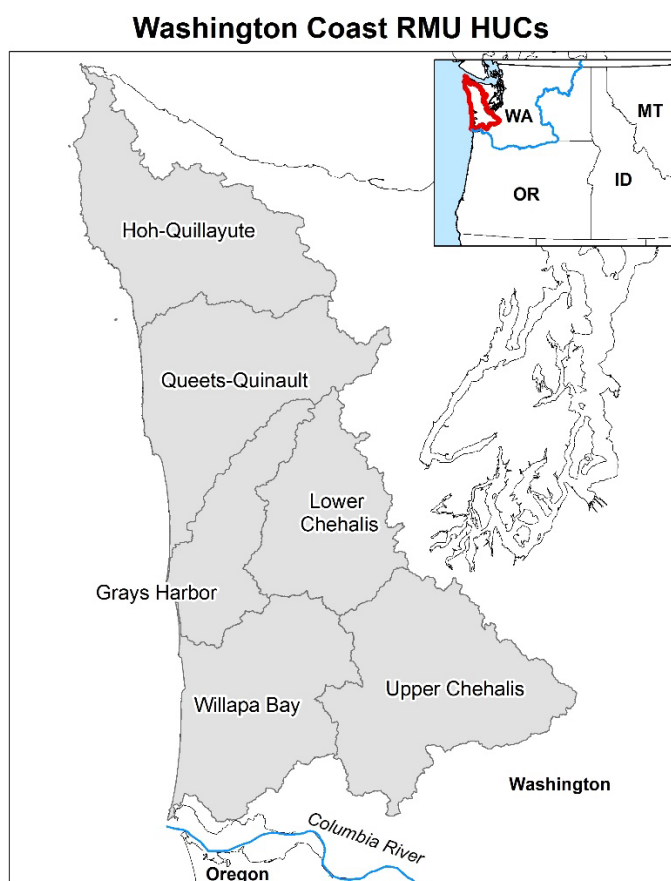 Washington Coast RMU HUCs
WA
MT
OR
ID
Hoh-Quillayute
Queets-Quinault
Lower
Chehalis
Grays Harbor
Willapa Bay
Upper Chehalis
Washington
Columbia River
Oregon